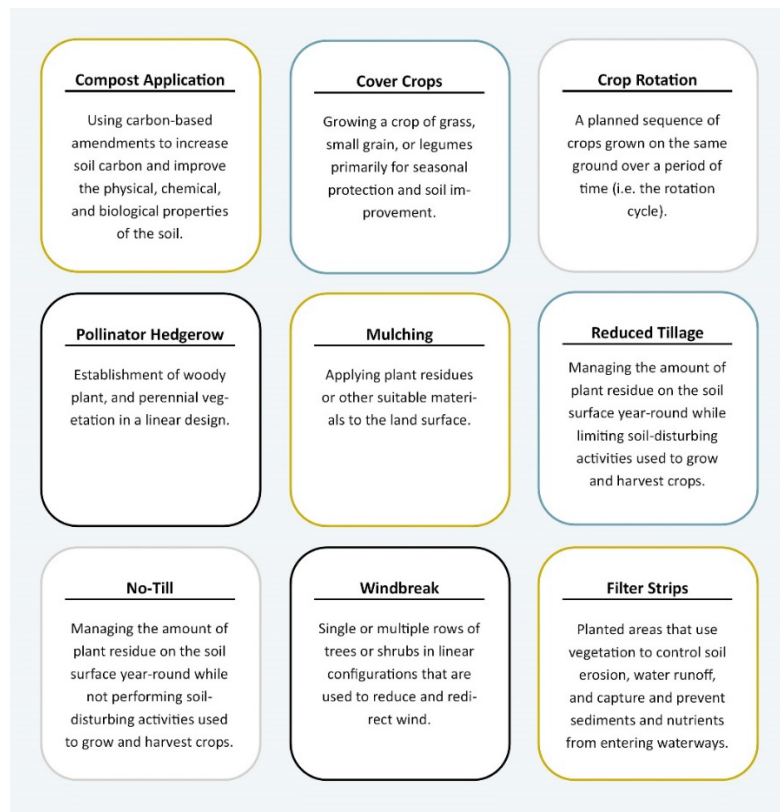 Compost Application
Using carbon-based
amendments to increase
soil carbon and improve
the physical, chemical,
and biological properties
of the soil.
Cover Crops
Growing a crop of grass,
small grain, or legumes
primarily for seasonal
protection and soil im-
provement.
Crop Rotation
A planned sequence of
crops grown on the same
ground over a period of
time (i.e. the rotation
cycle).
Pollinator Hedgerow
Establishment of woody
plant, and perennial veg-
etation in a linear design.
Mulching
Applying plant residues
or other suitable materi-
als to the land surface.
Reduced Tillage
Managing the amount of
plant residue on the soil
surface year-round while
limiting soil-disturbing
activities used to grow
and harvest crops.
No-Till
Managing the amount of
plant residue on the soil
surface year-round while
not performing soil-
disturbing activities used
to grow and harvest crops.
Windbreak
Single or multiple rows of
trees or shrubs in linear
configurations that are
used to reduce and redi-
rect wind.
Filter Strips
Planted areas that use
vegetation to control soil
erosion, water runoff,
and capture and prevent
sediments and nutrients
from entering waterways.